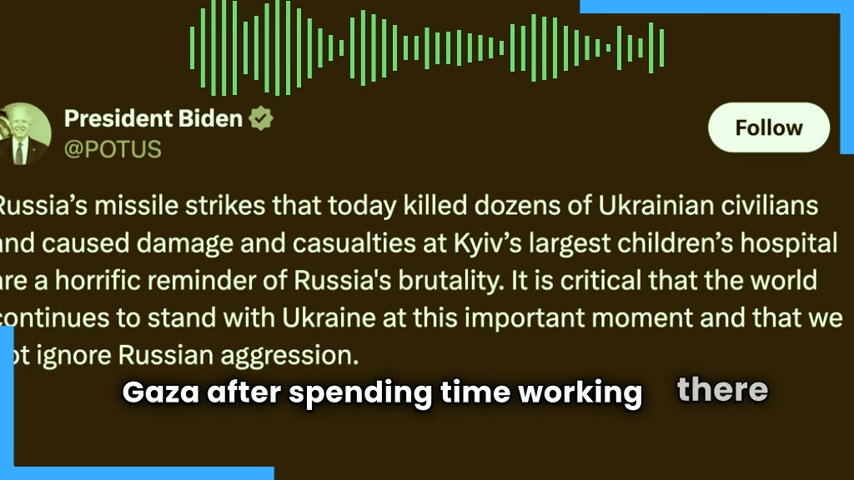 President Biden
@POTUS
Follow
Russia's missile strikes that today killed dozens of Ukrainian civilians
and caused damage and casualties at Kyiv's largest children's hospital
are a horrific reminder of Russia's brutality. It is critical that the world
continues to stand with Ukraine at this important moment and that we
not ignore Russian aggression.
Gaza after spending time working there